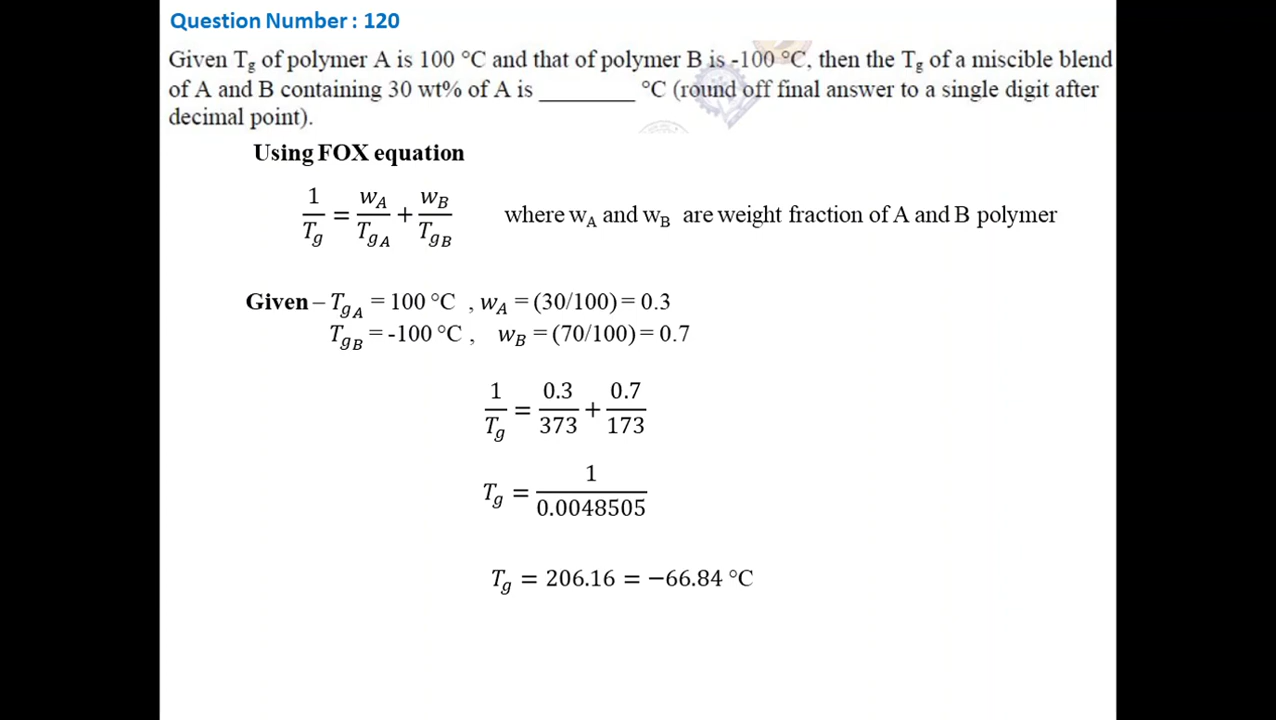 Question Number : 120
Given Tg of polymer A is 100 °C and that of polymer B is -100 °C, then the Tg of a miscible blend
of A and B containing 30 wt% of A is ________ °C (round off final answer to a single digit after
decimal point).
Using FOX equation
1/Tg = wA/TgA + wB/TgB where wA and wB are weight fraction of A and B polymer
Given – TgA = 100 °C , wA = (30/100) = 0.3
TgB = -100 °C , wB = (70/100) = 0.7
1/Tg = 0.3/373 + 0.7/173
Tg = 1/0.0048505
Tg = 206.16 = −66.84 °C